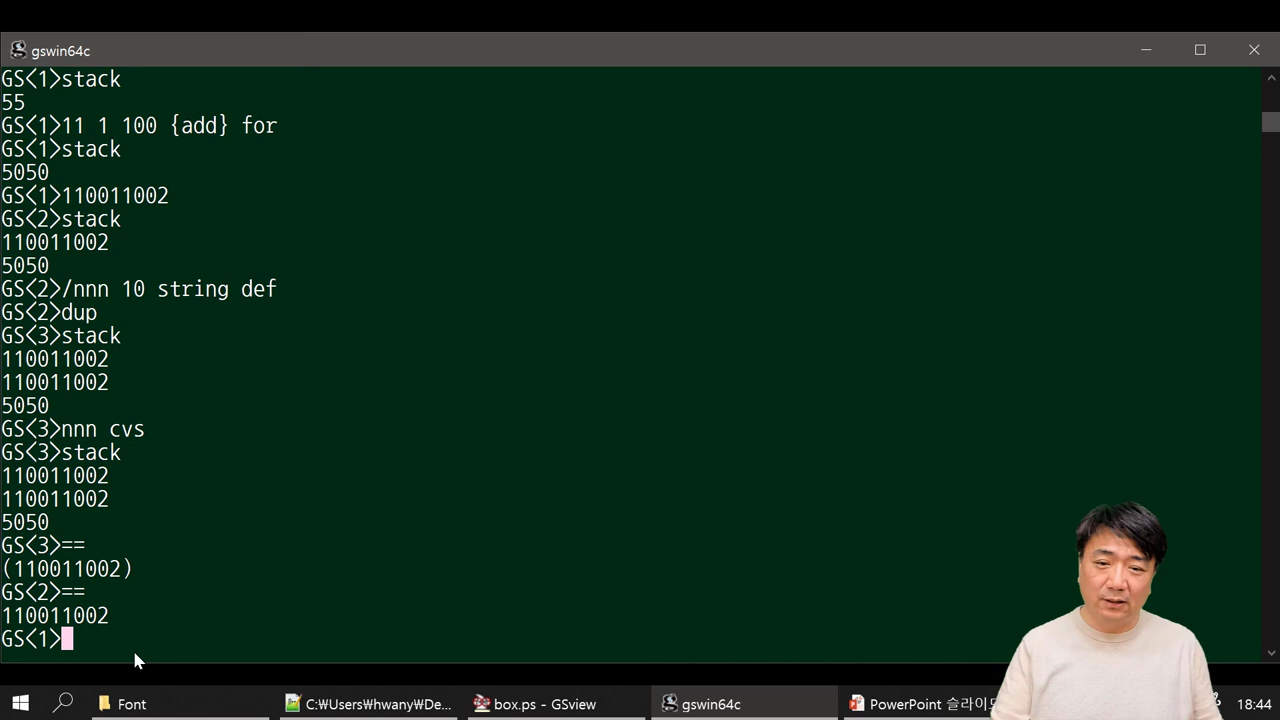 gswin64c
GS<1>stack
55
GS<1>11 1 100 {add} for
GS<1>stack
5050
GS<1>110011002
GS<2>stack
110011002
5050
GS<2>/nnn 10 string def
GS<2>dup
GS<3>stack
110011002
110011002
5050
GS<3>nnn cvs
GS<3>stack
110011002
110011002
5050
GS<3>==
(110011002)
GS<2>==
110011002
GS<1>
Font
C:₩Users₩hwany₩De...
box.ps - GSview
gswin64c
PowerPoint
18:44